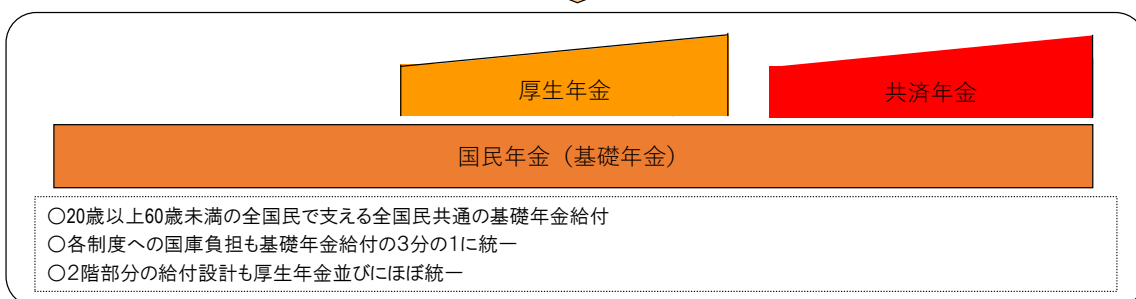 厚生年金
共済年金
国民年金（基礎年金）
○20歳以上60歳未満の全国民で支える全国民共通の基礎年金給付
○各制度への国庫負担も基礎年金給付の3分の1に統一
○2階部分の給付設計も厚生年金並びにほぼ統一